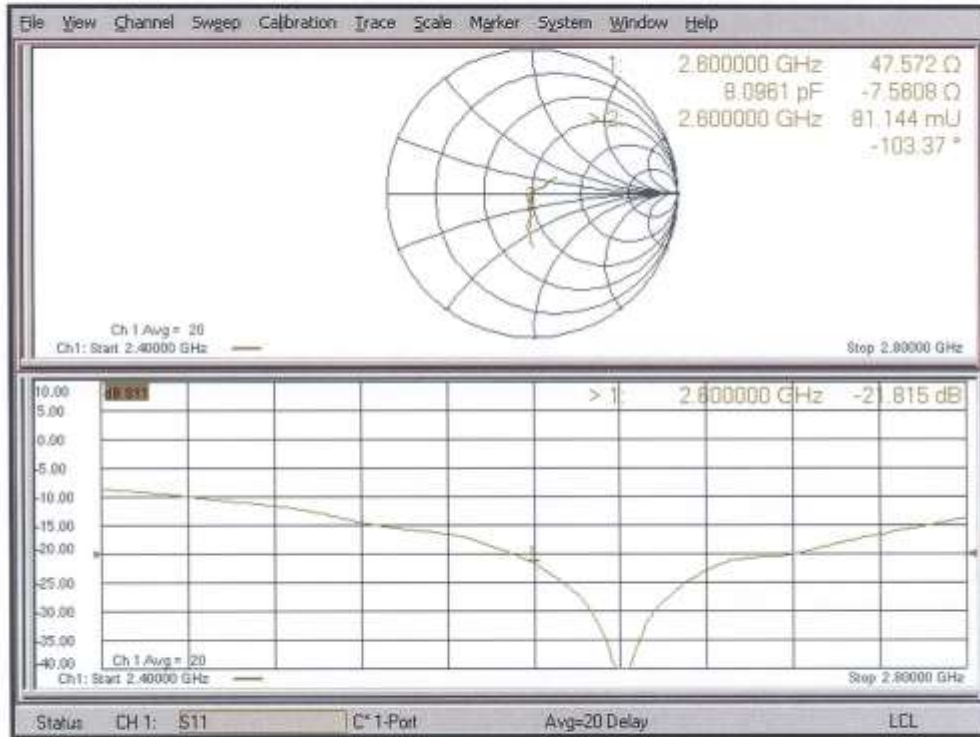 File View Channel Sweep Calibration Trace Scale Marker System Window Help
1: 2.600000 GHz 47.572 Ω
8.0961 pF -7.5608 Ω
> 2: 2.600000 GHz 81.144 mU
-103.37 °
Ch 1 Avg = 20
Ch1: Start 2.40000 GHz
Stop 2.80000 GHz
dB S11
> 1: 2.600000 GHz -21.815 dB
10.00
5.00
0.00
-5.00
-10.00
-15.00
-20.00
-25.00
-30.00
-35.00
-40.00
1
Ch 1 Avg = 20
Ch1: Start 2.40000 GHz
Stop 2.80000 GHz
Status CH 1: S11 C* 1-Port Avg=20 Delay LCL